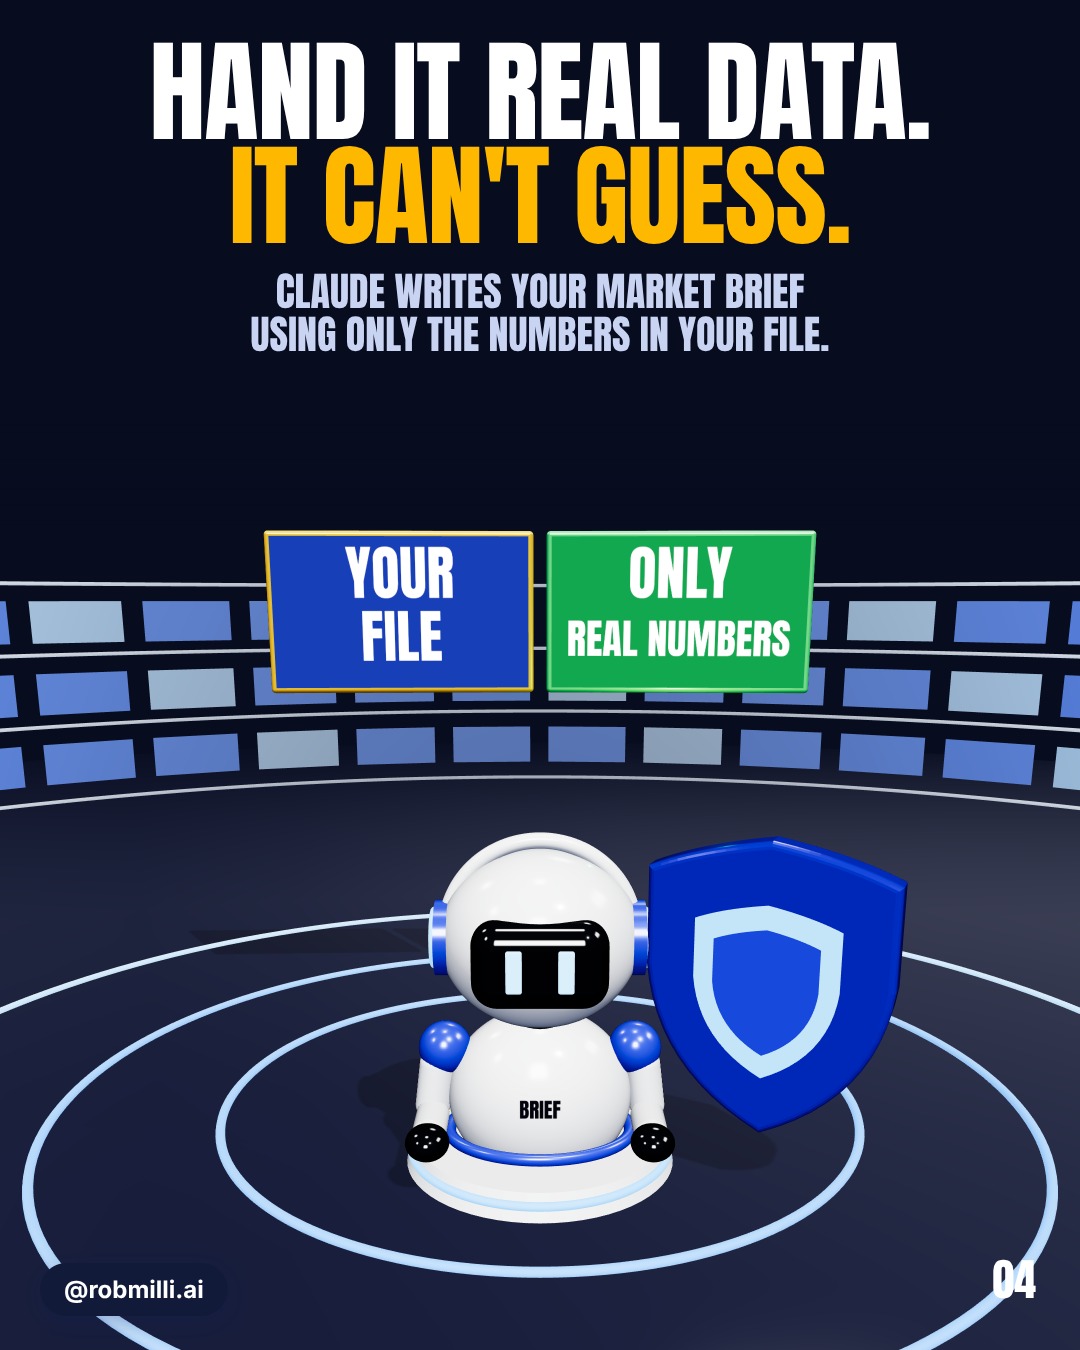 HAND IT REAL DATA.
IT CAN'T GUESS.
CLAUDE WRITES YOUR MARKET BRIEF
USING ONLY THE NUMBERS IN YOUR FILE.
YOUR
FILE
ONLY
REAL NUMBERS
BRIEF
@robmilli.ai
04